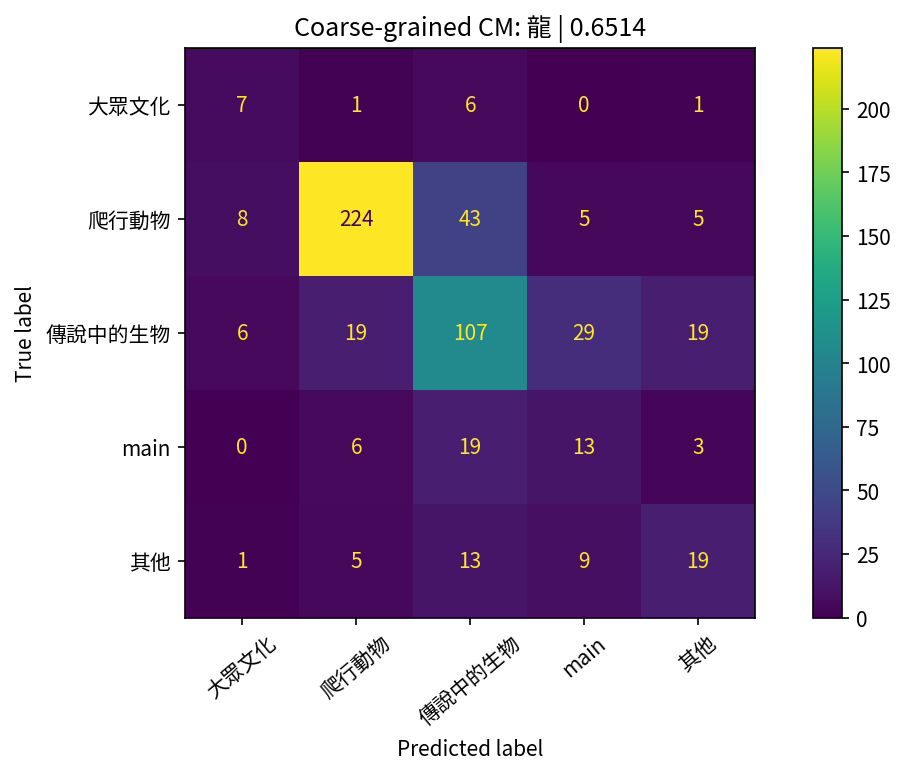 Coarse-grained CM: 龍 | 0.6514
True label
大眾文化 7 1 6 0 1
爬行動物 8 224 43 5 5
傳說中的生物 6 19 107 29 19
main 0 6 19 13 3
其他 1 5 13 9 19
大眾文化 爬行動物 傳說中的生物 main 其他
Predicted label
200
175
150
125
100
75
50
25
0